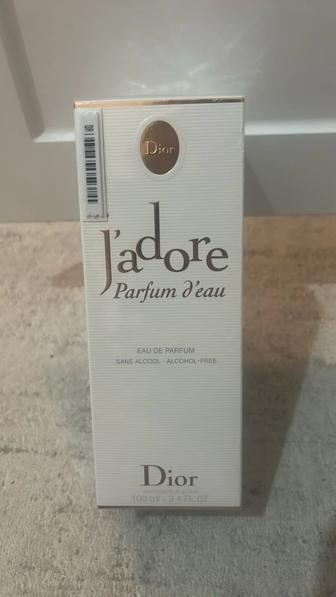 Dior
J'adore
Parfum d'eau
EAU DE PARFUM
SANS ALCOOL - ALCOHOL-FREE
Dior
100 ml - 3.4 FL.OZ